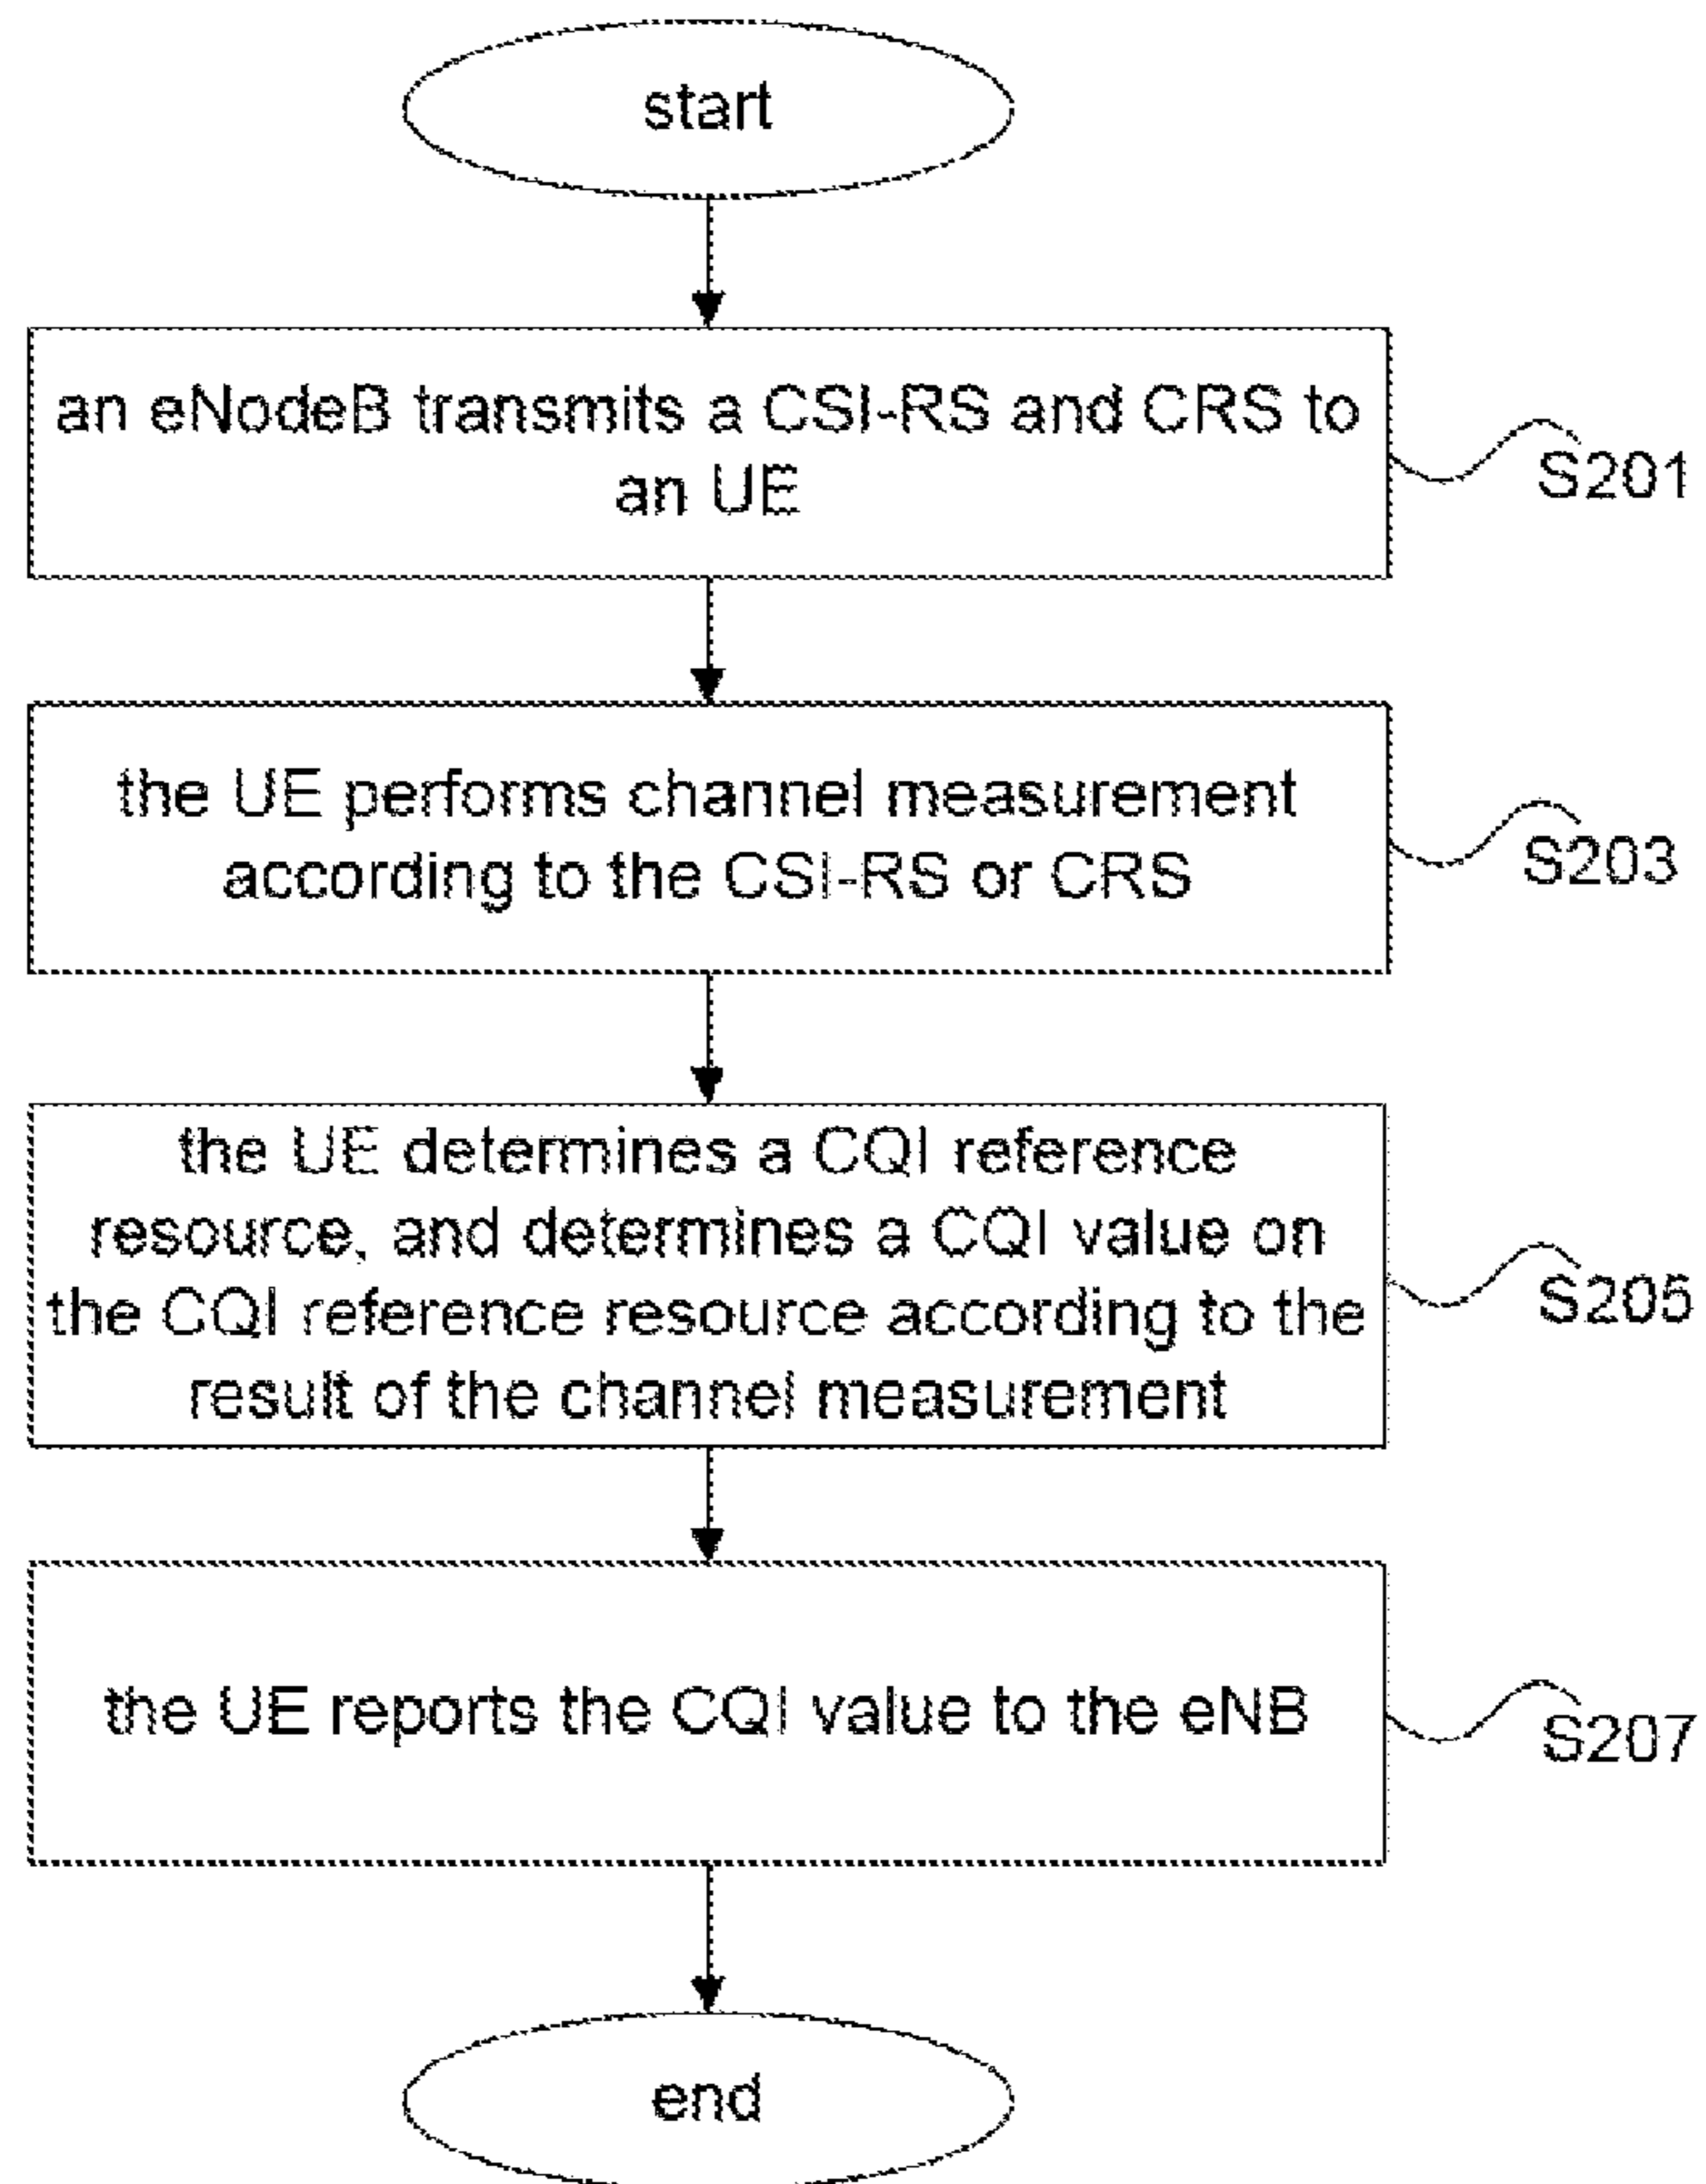 start
an eNodeB transmits a CSI-RS and CRS to
an UE
S201
the UE performs channel measurement
according to the CSI-RS or CRS
S203
the UE determines a CQI reference
resource, and determines a CQI value on
the CQI reference resource according to the
result of the channel measurement
S205
the UE reports the CQI value to the eNB
S207
end